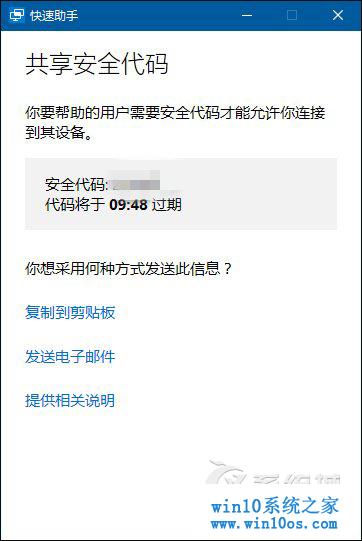 快速助手
共享安全代码
你要帮助的用户需要安全代码才能允许你连接
到其设备。
安全代码:
代码将于 09:48 过期
你想采用何种方式发送此信息？
复制到剪贴板
发送电子邮件
提供相关说明
win10系统之家
www.win10os.com